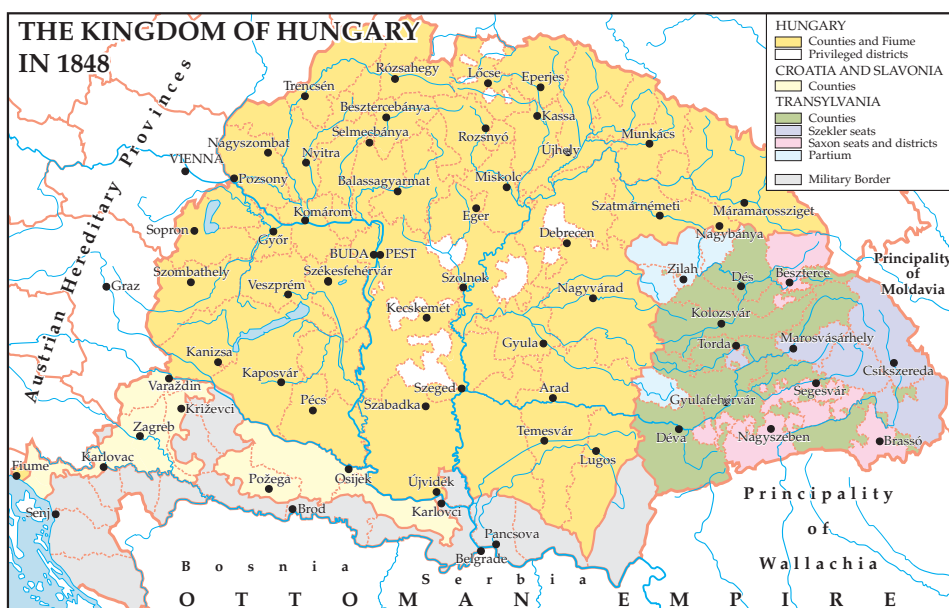 THE KINGDOM OF HUNGARY
IN 1848
HUNGARY
Counties and Fiume
Privileged districts
CROATIA AND SLAVONIA
Counties
TRANSYLVANIA
Counties
Szekler seats
Saxon seats and districts
Partium
Military Border
Austrian Hereditary Provinces
Rózsahegy
Lőcse
Eperjes
Trencsén
Besztercebánya
Kassa
Selmecbánya
Rozsnyó
Munkács
Nagyszombat
Nyitra
Újhely
VIENNA
Pozsony
Balassagyarmat
Miskolc
Komárom
Eger
Szatmárnémeti
Máramarossziget
Sopron
Győr
Debrecen
Nagybánya
BUDA
PEST
Principality
of
Moldavia
Szombathely
Székesfehérvár
Szolnok
Zilah
Dés
Beszterce
Graz
Veszprém
Nagyvárad
Kecskemét
Kolozsvár
Kanizsa
Gyula
Torda
Marosvásárhely
Csíkszereda
Varaždin
Kaposvár
Szeged
Arad
Gyulafehérvár
Segesvár
Križevci
Pécs
Szabadka
Zagreb
Temesvár
Déva
Nagyszeben
Brassó
Karlovac
Lugos
Fiume
Osijek
Požega
Újvidék
Senj
Brod
Karlovci
Principality
of
Wallachia
Pancsova
Belgrade
Bosnia
Serbia
OTTOMAN EMPIRE